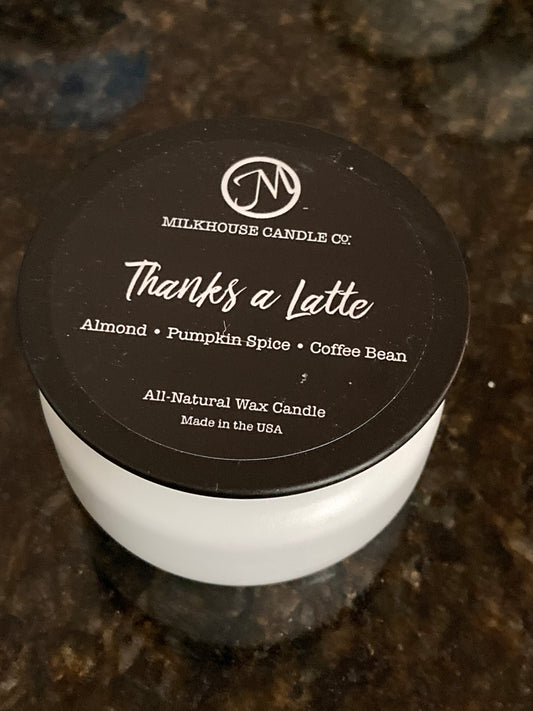 M
MILKHOUSE CANDLE CO.
Thanks a Latte
Almond • Pumpkin Spice • Coffee Bean
All-Natural Wax Candle
Made in the USA